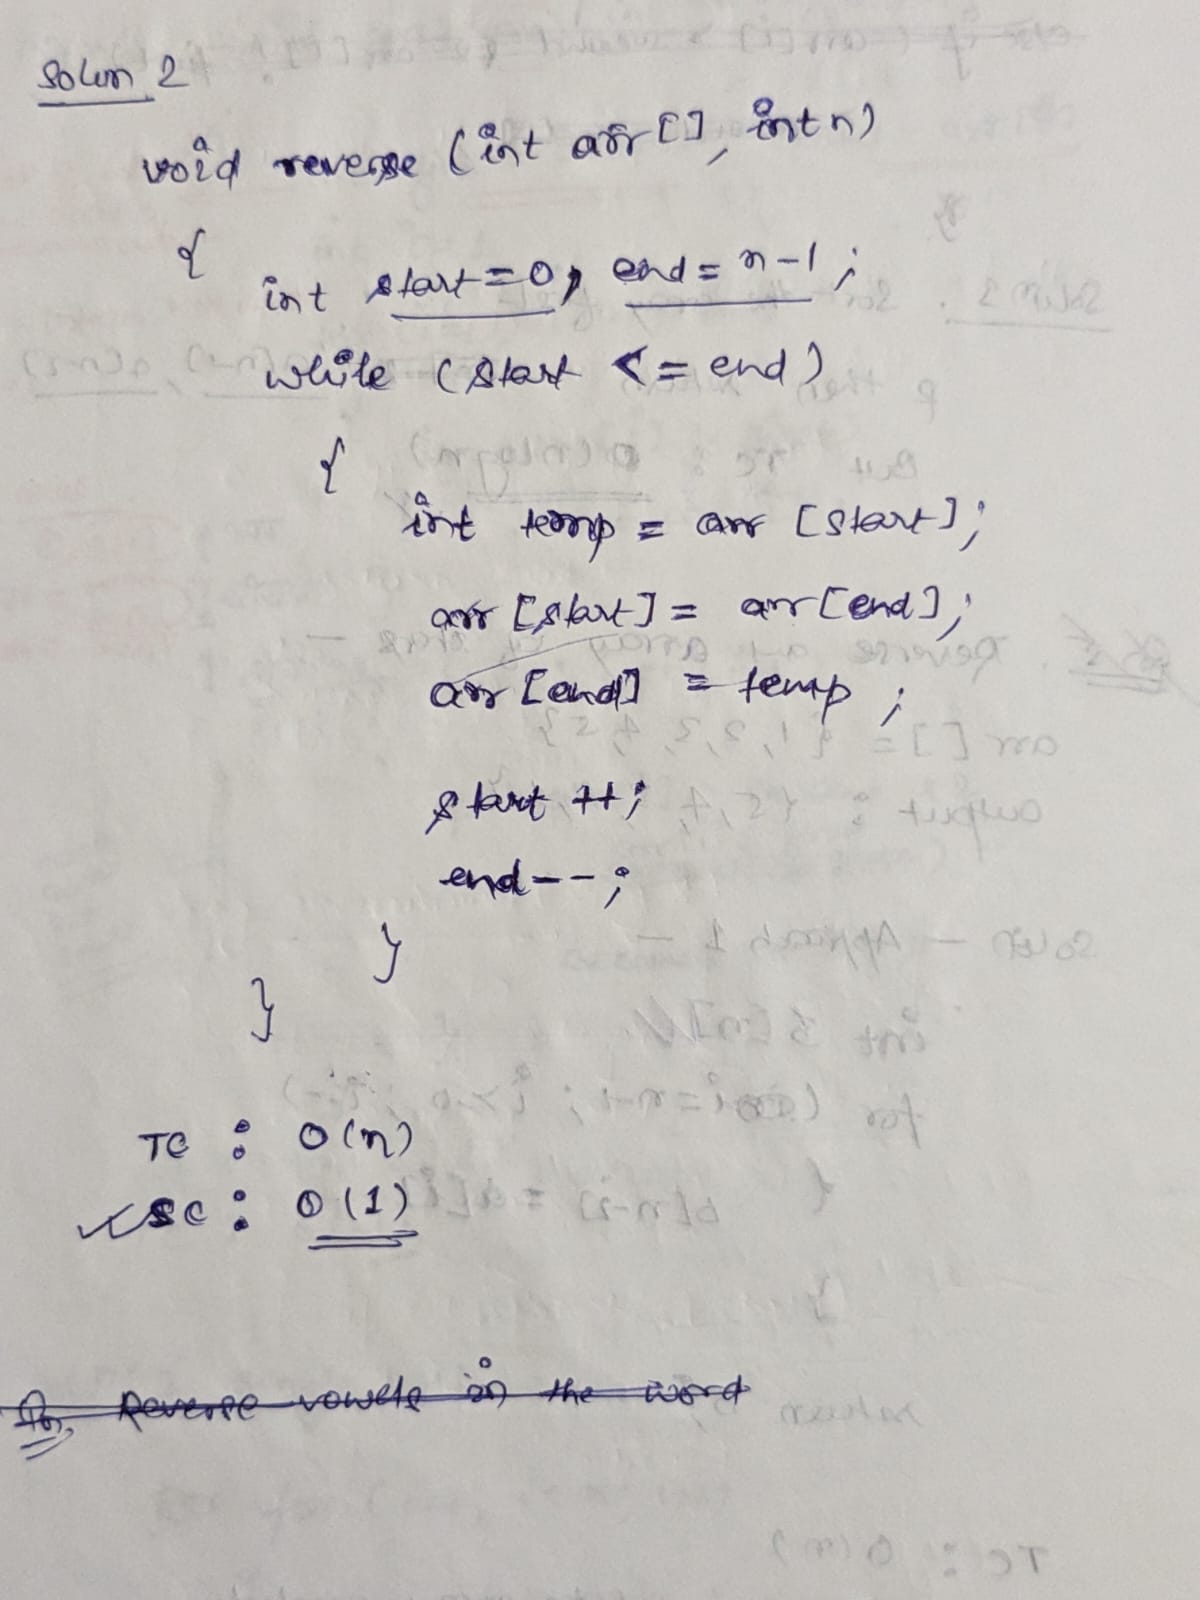 Soln 2
void reverse (int arr[], int n)
{
int start=0, end = n-1;
while (start <= end)
{
int temp = arr [start];
arr [start] = arr[end];
arr [end] = temp;
start ++;
end--;
}
}
TC : O(n)
SC : O(1)
Reverse vowels in the word